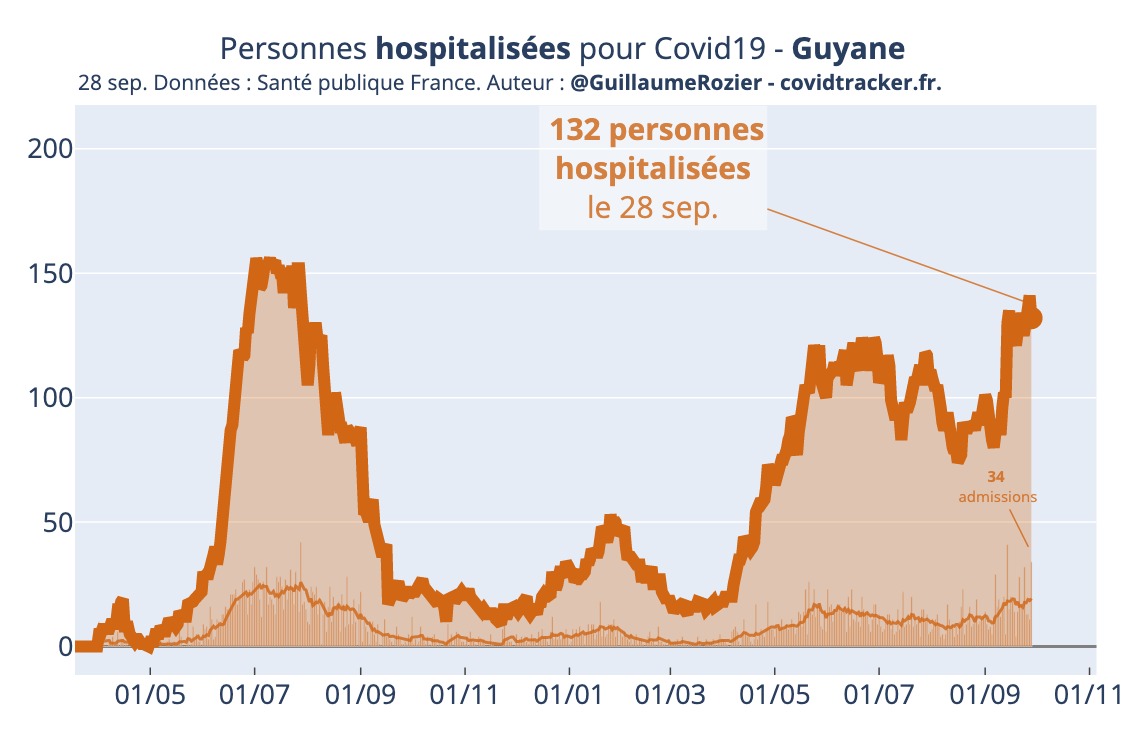 Personnes hospitalisées pour Covid19 - Guyane
28 sep. Données : Santé publique France. Auteur : @GuillaumeRozier - covidtracker.fr.
132 personnes
hospitalisées
le 28 sep.
200
150
100
50
0
34
admissions
01/05 01/07 01/09 01/11 01/01 01/03 01/05 01/07 01/09 01/11